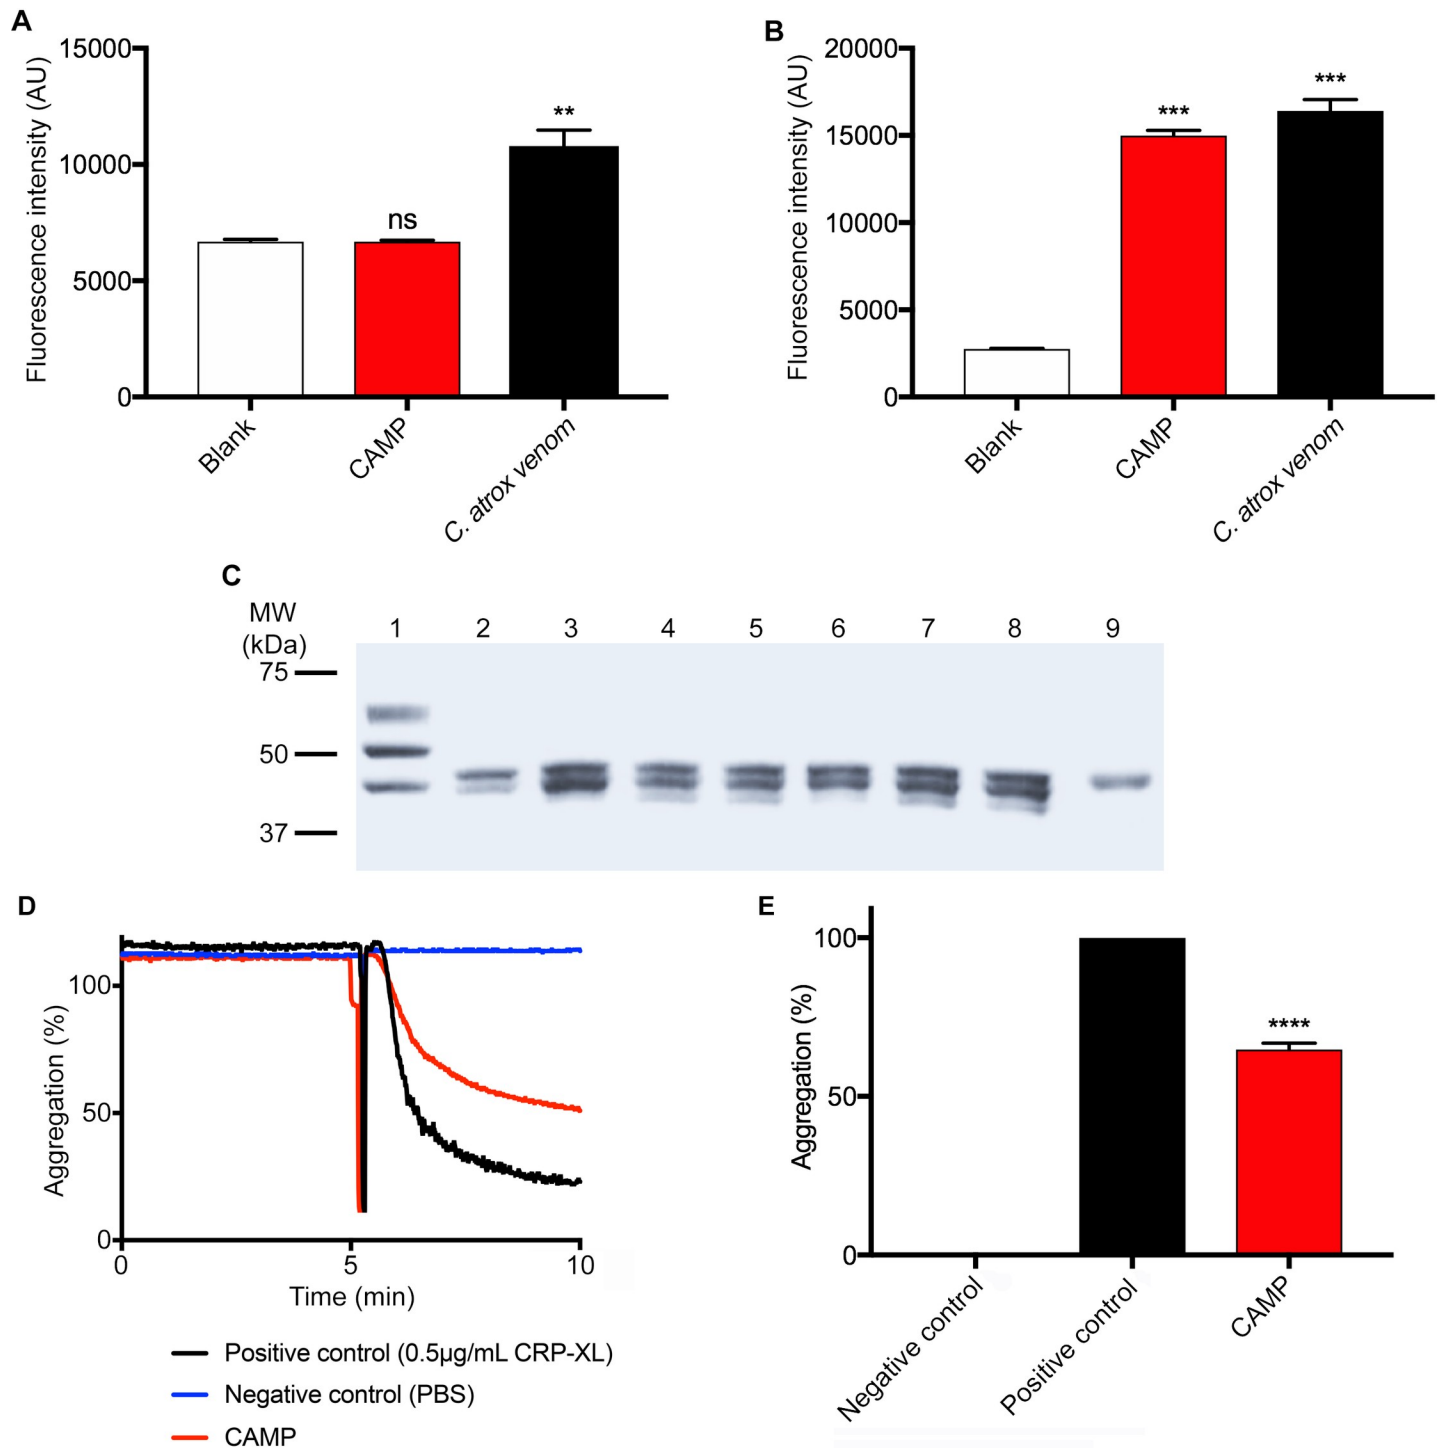 A
Fluorescence intensity (AU)
15000
10000
5000
0
ns
**
Blank
CAMP
C. atrox venom
B
Fluorescence intensity (AU)
20000
15000
10000
5000
0
***
***
Blank
CAMP
C. atrox venom
C
MW
(kDa)
1 2 3 4 5 6 7 8 9
75
50
37
D
Aggregation (%)
100
50
0
0 5 10
Time (min)
Positive control (0.5µg/mL CRP-XL)
Negative control (PBS)
CAMP
E
Aggregation (%)
100
50
0
****
Negative control
Positive control
CAMP